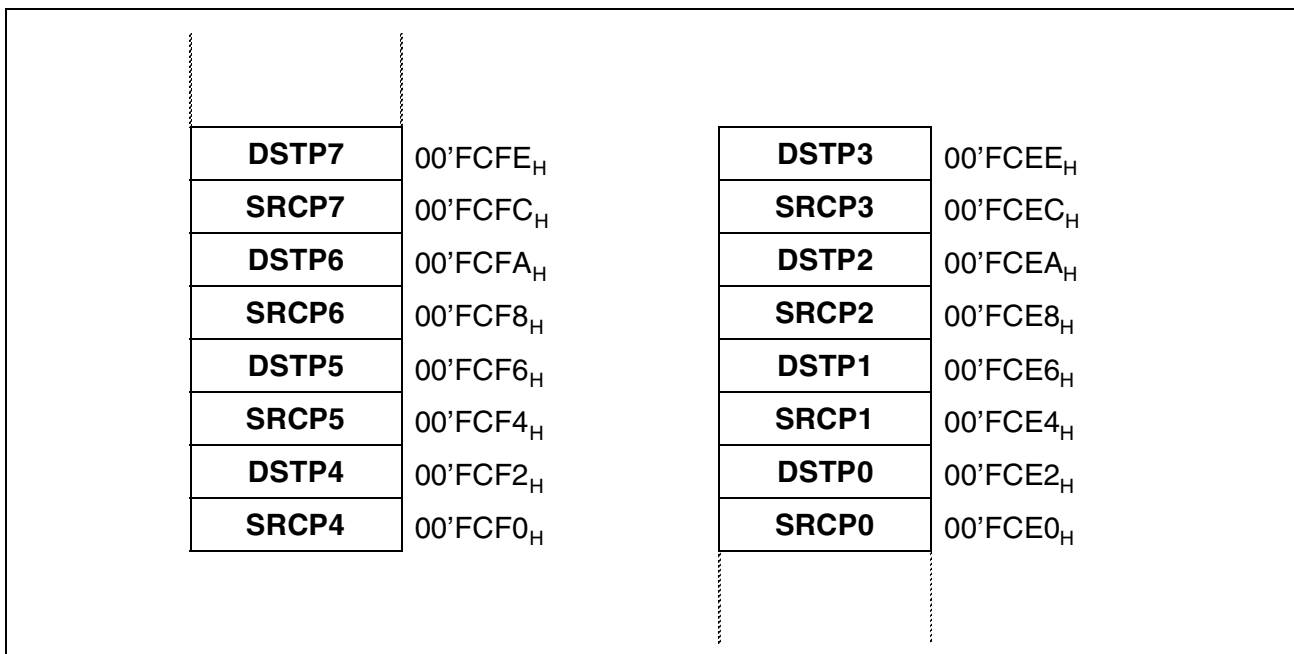 DSTP7 00'FCFEH
SRCP7 00'FCFCH
DSTP6 00'FCFAH
SRCP6 00'FCF8H
DSTP5 00'FCF6H
SRCP5 00'FCF4H
DSTP4 00'FCF2H
SRCP4 00'FCF0H
DSTP3 00'FCEEH
SRCP3 00'FCECH
DSTP2 00'FCEAH
SRCP2 00'FCE8H
DSTP1 00'FCE6H
SRCP1 00'FCE4H
DSTP0 00'FCE2H
SRCP0 00'FCE0H